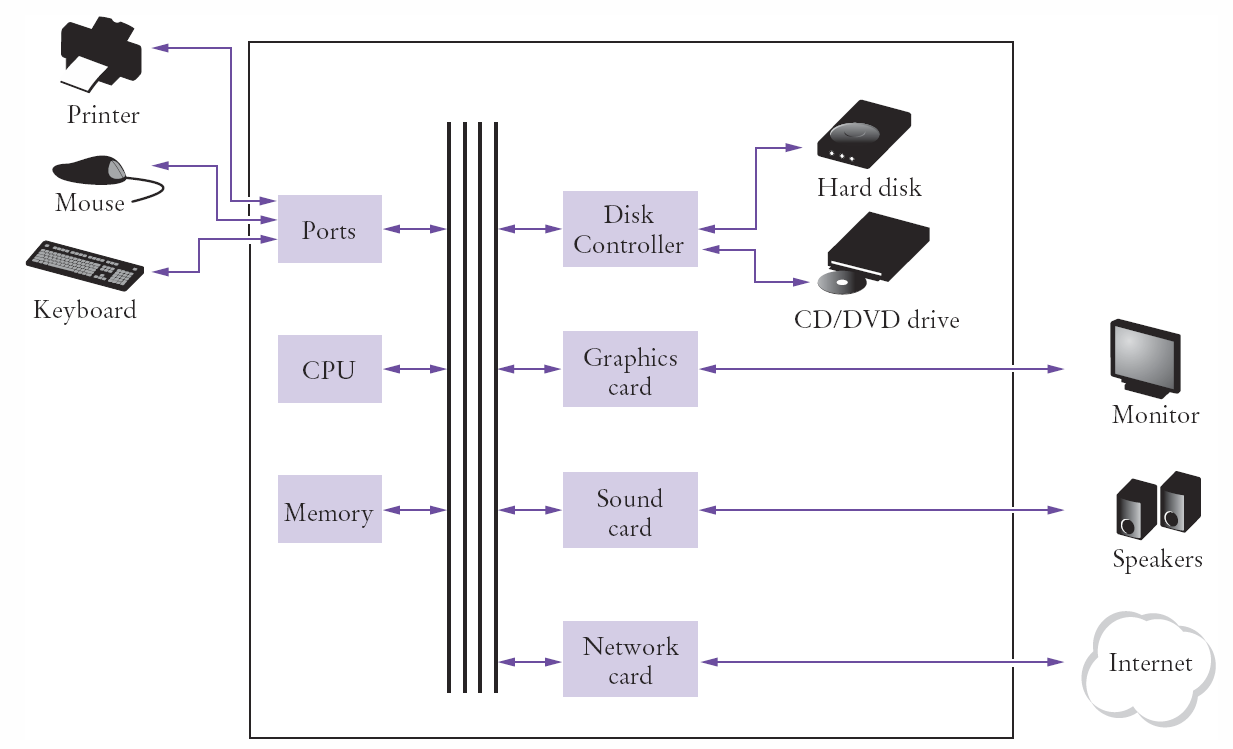 Printer
Mouse
Keyboard
Ports
CPU
Memory
Disk
Controller
Graphics
card
Sound
card
Network
card
Hard disk
CD/DVD drive
Monitor
Speakers
Internet